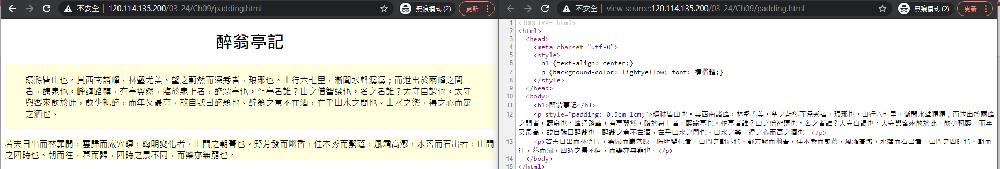 不安全 120.114.135.200/03_24/Ch09/padding.html 無痕模式 (2) 更新
醉翁亭記
環滁皆山也。其西南諸峰，林壑尤美。望之蔚然而深秀者，琅琊也。山行六七里，漸聞水聲潺潺；而泄出於兩峰之間
者，釀泉也。峰迴路轉，有亭翼然，臨於泉上者，醉翁亭也。作亭者誰？山之僧智遷也。名之者誰？太守自謂也。太守
與客來飲於此，飲少輒醉，而年又最高，故自號曰醉翁也。醉翁之意不在酒，在乎山水之間也。山水之樂，得之心而寓
之酒也。
若夫日出而林霏開，雲歸而巖穴暝，晦明變化者，山間之朝暮也。野芳發而幽香，佳木秀而繁蔭，風霜高潔，水落而石出者，山間
之四時也。朝而往，暮而歸，四時之景不同，而樂亦無窮也。
不安全 view-source:120.114.135.200/03_24/Ch09/padding.html 無痕模式 (2) 更新
1 <!DOCTYPE html>
2 <html>
3 <head>
4 <meta charset="utf-8">
5 <style>
6 h1 {text-align: center;}
7 p {background-color: lightyellow; font: 標楷體;}
8 </style>
9 </head>
10 <body>
11 <h1>醉翁亭記</h1>
12 <p style="padding: 0.5cm 1cm;">環滁皆山也。其西南諸峰，林壑尤美。望之蔚然而深秀者，琅琊也。山行六七里，漸聞水聲潺潺；而泄出於兩峰
之間者，釀泉也。峰迴路轉，有亭翼然，臨於泉上者，醉翁亭也。作亭者誰？山之僧智遷也。名之者誰？太守自謂也。太守與客來飲於此，飲少輒醉，而年
又最高，故自號曰醉翁也。醉翁之意不在酒，在乎山水之間也。山水之樂，得之心而寓之酒也。</p>
13 <p>若夫日出而林霏開，雲歸而巖穴暝，晦明變化者，山間之朝暮也。野芳發而幽香，佳木秀而繁蔭，風霜高潔，水落而石出者，山間之四時也。朝而
往，暮而歸，四時之景不同，而樂亦無窮也。</p>
14 </body>
15 </html>